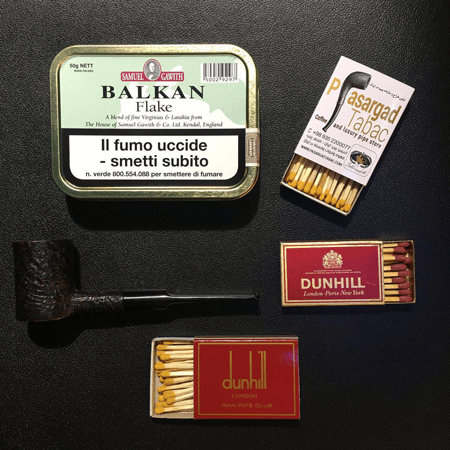 50g NETT
SAMUEL GAWITH
BALKAN
Flake
A blend of fine Virginias & Latakia from
The House of Samuel Gawith & Co. Ltd. Kendal, England
Il fumo uccide
- smetti subito
n. verde 800.554.088 per smettere di fumare
Pasargad
Tabac
Coffee and luxury pipe store
DUNHILL
London Paris New York
dunhill
LONDON
IRAN PIPE CLUB